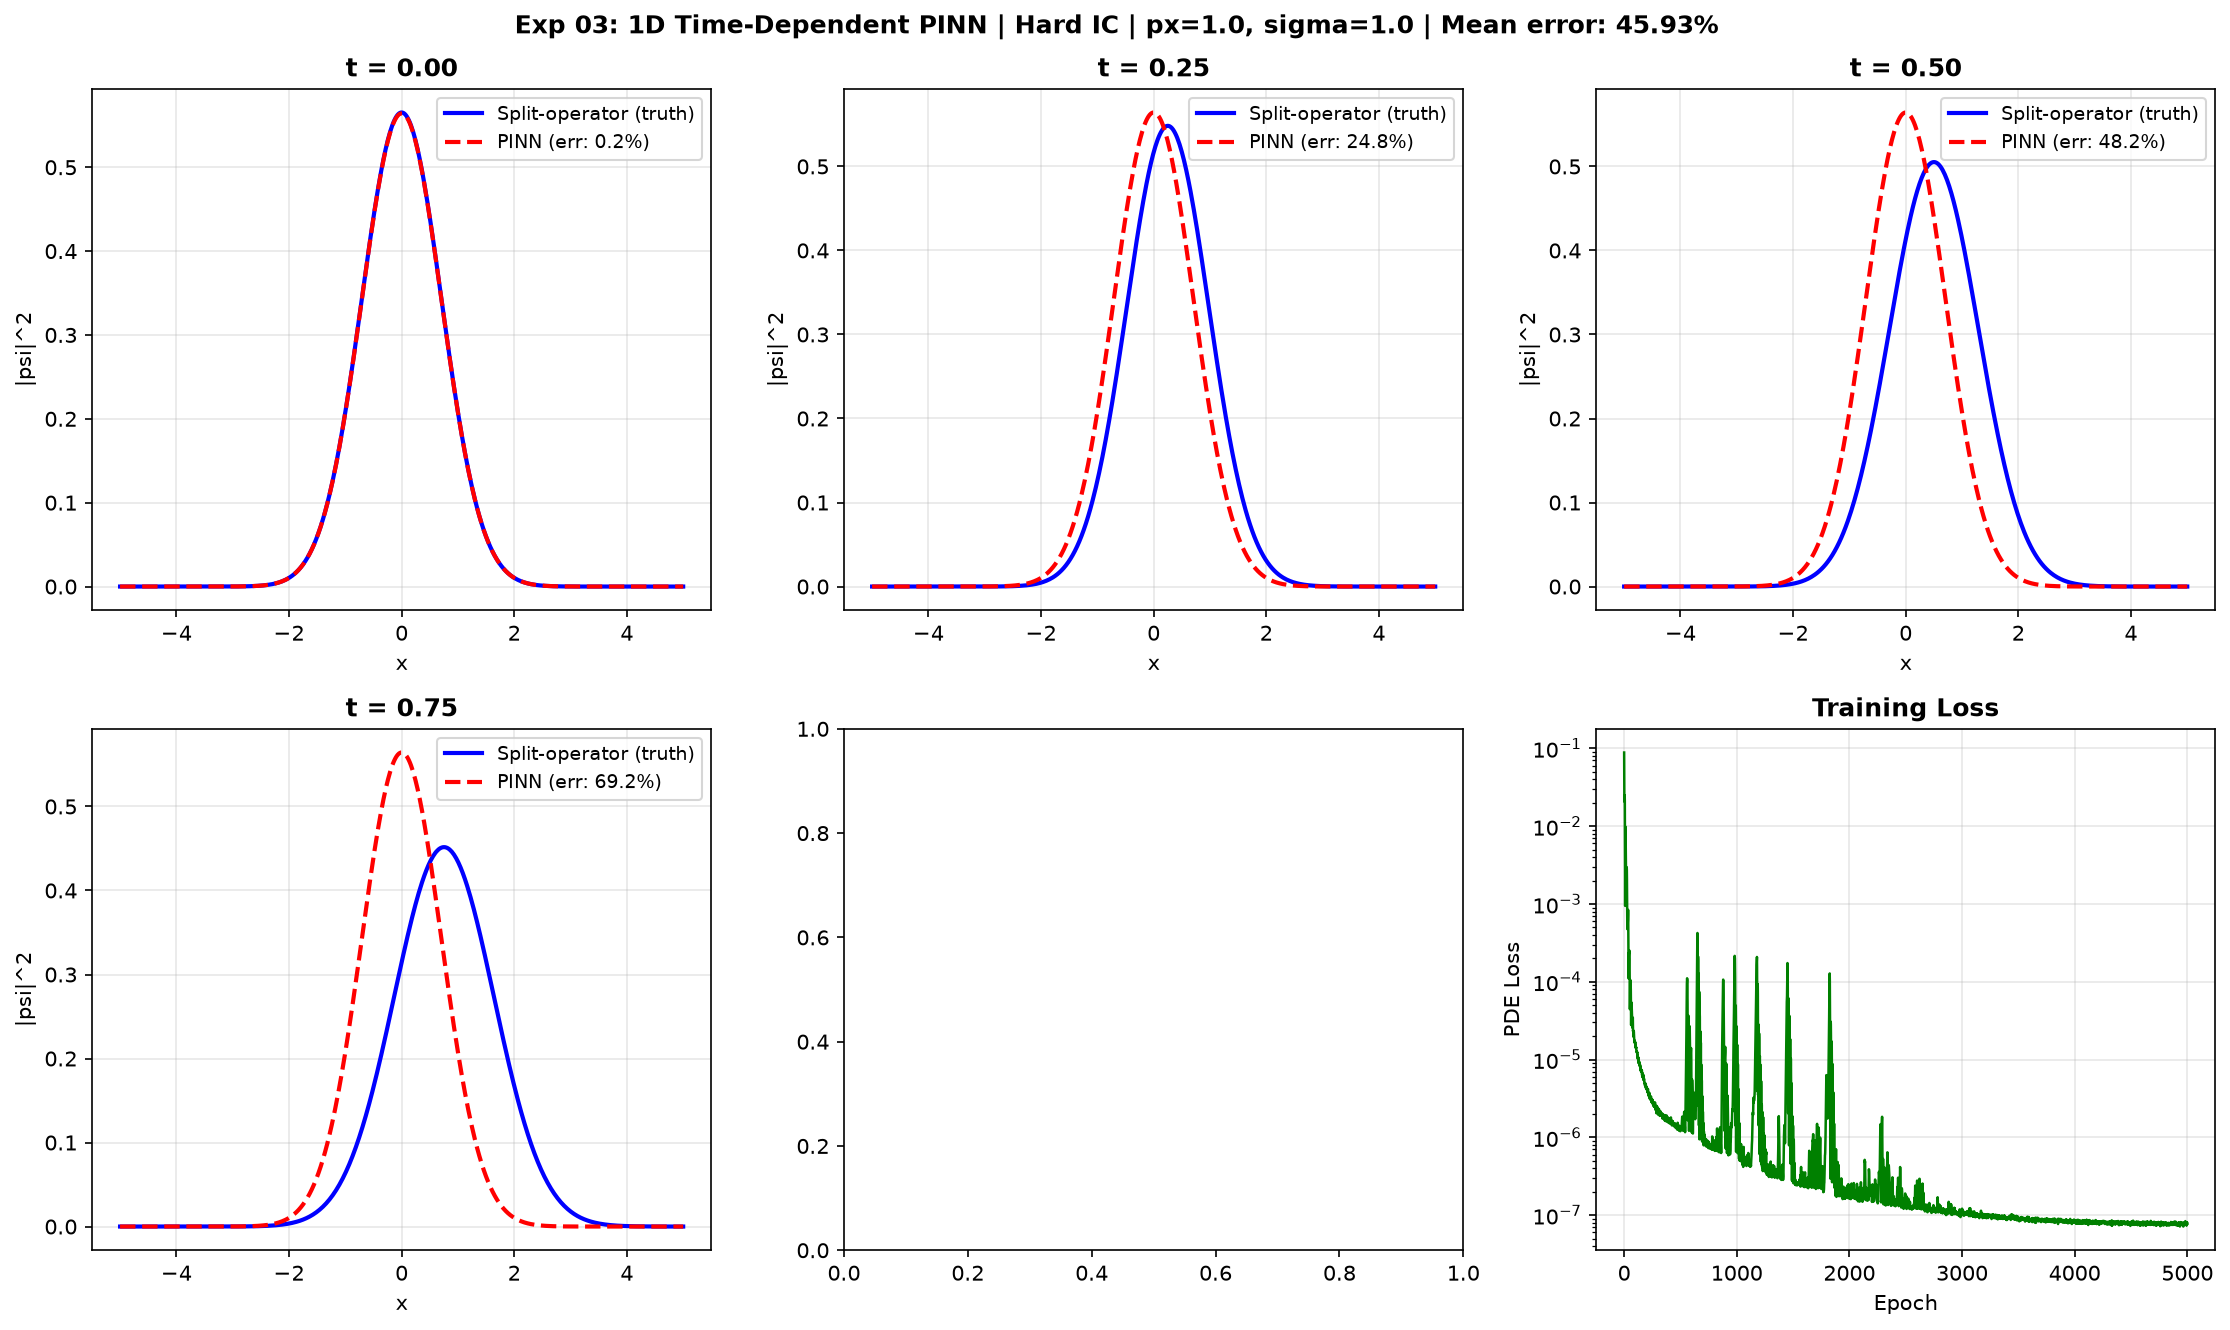 Exp 03: 1D Time-Dependent PINN | Hard IC | px=1.0, sigma=1.0 | Mean error: 45.93%
t = 0.00
Split-operator (truth)
PINN (err: 0.2%)
|psi|^2
0.5
0.4
0.3
0.2
0.1
0.0
−4 −2 0 2 4
x
t = 0.25
Split-operator (truth)
PINN (err: 24.8%)
|psi|^2
0.5
0.4
0.3
0.2
0.1
0.0
−4 −2 0 2 4
x
t = 0.50
Split-operator (truth)
PINN (err: 48.2%)
|psi|^2
0.5
0.4
0.3
0.2
0.1
0.0
−4 −2 0 2 4
x
t = 0.75
Split-operator (truth)
PINN (err: 69.2%)
|psi|^2
0.5
0.4
0.3
0.2
0.1
0.0
−4 −2 0 2 4
x
1.0
0.8
0.6
0.4
0.2
0.0
0.0 0.2 0.4 0.6 0.8 1.0
Training Loss
PDE Loss
10⁻¹
10⁻²
10⁻³
10⁻⁴
10⁻⁵
10⁻⁶
10⁻⁷
0 1000 2000 3000 4000 5000
Epoch